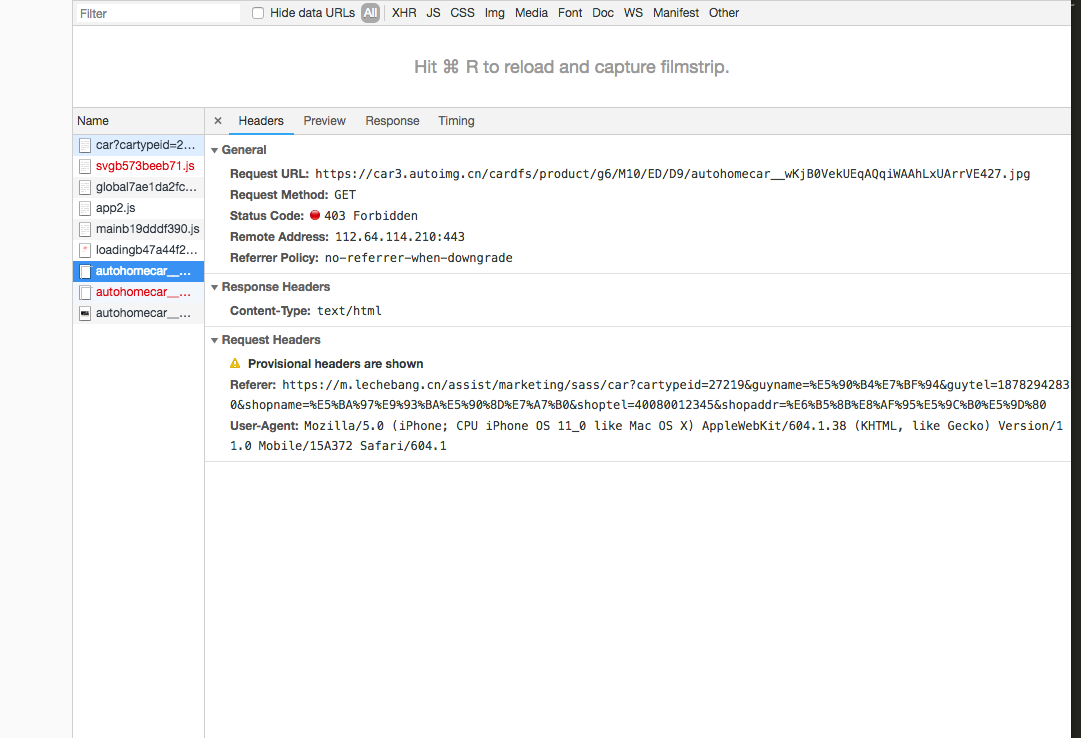 Filter
Hide data URLs All XHR JS CSS Img Media Font Doc WS Manifest Other
Hit ⌘ R to reload and capture filmstrip.
Name
× Headers Preview Response Timing
car?cartypeid=2...
svgb573beeb71.js
global7ae1da2fc...
app2.js
mainb19dddf390.js
loadingb47a44f2...
autohomecar__...
autohomecar__...
autohomecar__...
General
Request URL: https://car3.autoimg.cn/cardfs/product/g6/M10/ED/D9/autohomecar__wKjB0VekUEqAQqiWAAhLxUArrVE427.jpg
Request Method: GET
Status Code: 403 Forbidden
Remote Address: 112.64.114.210:443
Referrer Policy: no-referrer-when-downgrade
Response Headers
Content-Type: text/html
Request Headers
Provisional headers are shown
Referer: https://m.lechebang.cn/assist/marketing/sass/car?cartypeid=27219&guyname=%E5%90%B4%E7%BF%94&guytel=1878294283
0&shopname=%E5%BA%97%E9%93%BA%E5%90%8D%E7%A7%B0&shoptel=40080012345&shopaddr=%E6%B5%8B%E8%AF%95%E5%9C%B0%E5%9D%80
User-Agent: Mozilla/5.0 (iPhone; CPU iPhone OS 11_0 like Mac OS X) AppleWebKit/604.1.38 (KHTML, like Gecko) Version/1
1.0 Mobile/15A372 Safari/604.1